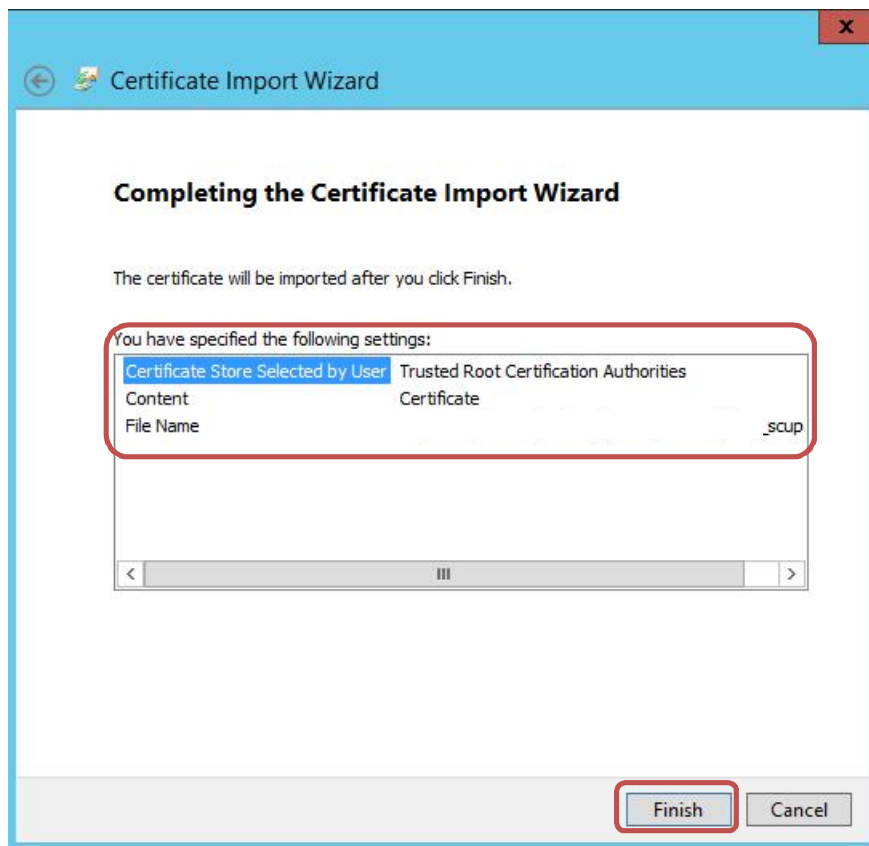 x
Certificate Import Wizard
Completing the Certificate Import Wizard
The certificate will be imported after you click Finish.
You have specified the following settings:
Certificate Store Selected by User Trusted Root Certification Authorities
Content Certificate
File Name _scup
Finish Cancel